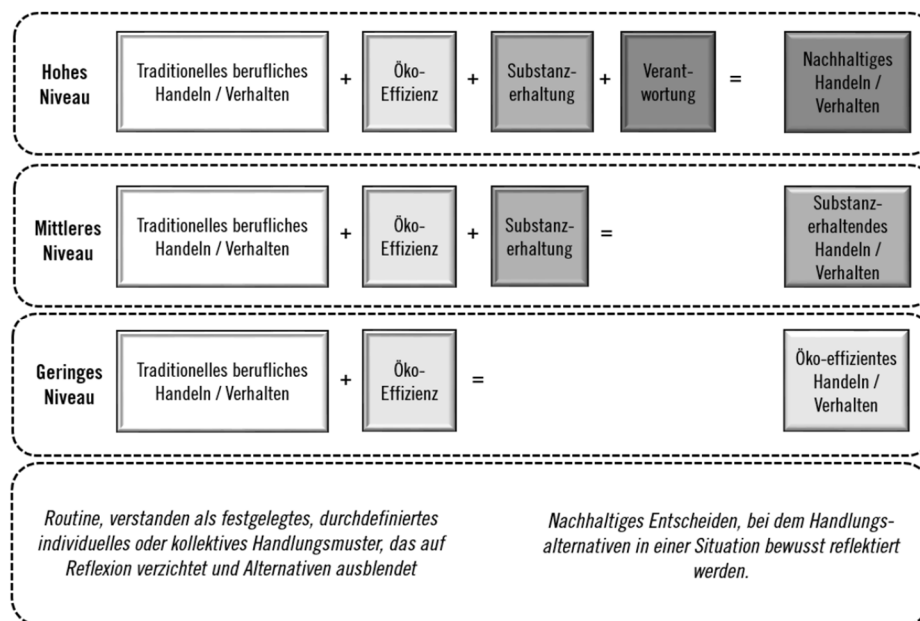 Hohes
Niveau
Traditionelles berufliches
Handeln / Verhalten
+
Öko-
Effizienz
+
Substanz-
erhaltung
+
Verant-
wortung
=
Nachhaltiges
Handeln /
Verhalten
Mittleres
Niveau
Traditionelles berufliches
Handeln / Verhalten
+
Öko-
Effizienz
+
Substanz-
erhaltung
=
Substanz-
erhaltendes
Handeln /
Verhalten
Geringes
Niveau
Traditionelles berufliches
Handeln / Verhalten
+
Öko-
Effizienz
=
Öko-effizientes
Handeln /
Verhalten
Routine, verstanden als festgelegtes, durchdefiniertes
individuelles oder kollektives Handlungsmuster, das auf
Reflexion verzichtet und Alternativen ausblendet
Nachhaltiges Entscheiden, bei dem Handlungs-
alternativen in einer Situation bewusst reflektiert
werden.